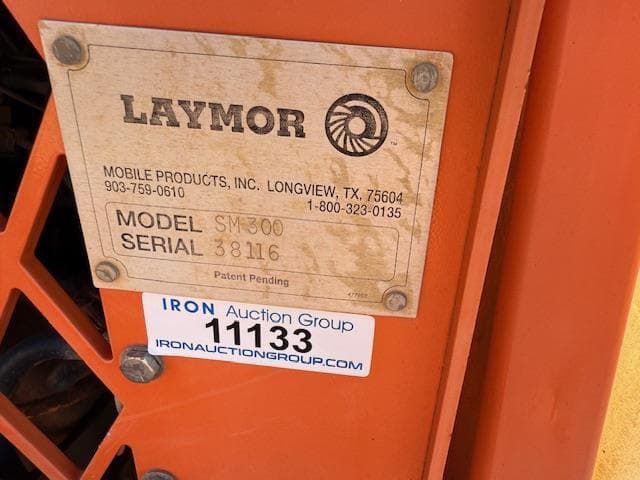 LAYMOR
MOBILE PRODUCTS, INC. LONGVIEW, TX, 75604
903-759-0610 1-800-323-0135
MODEL SM300
SERIAL 38116
Patent Pending
IRON Auction Group
11133
IRONAUCTIONGROUP.COM